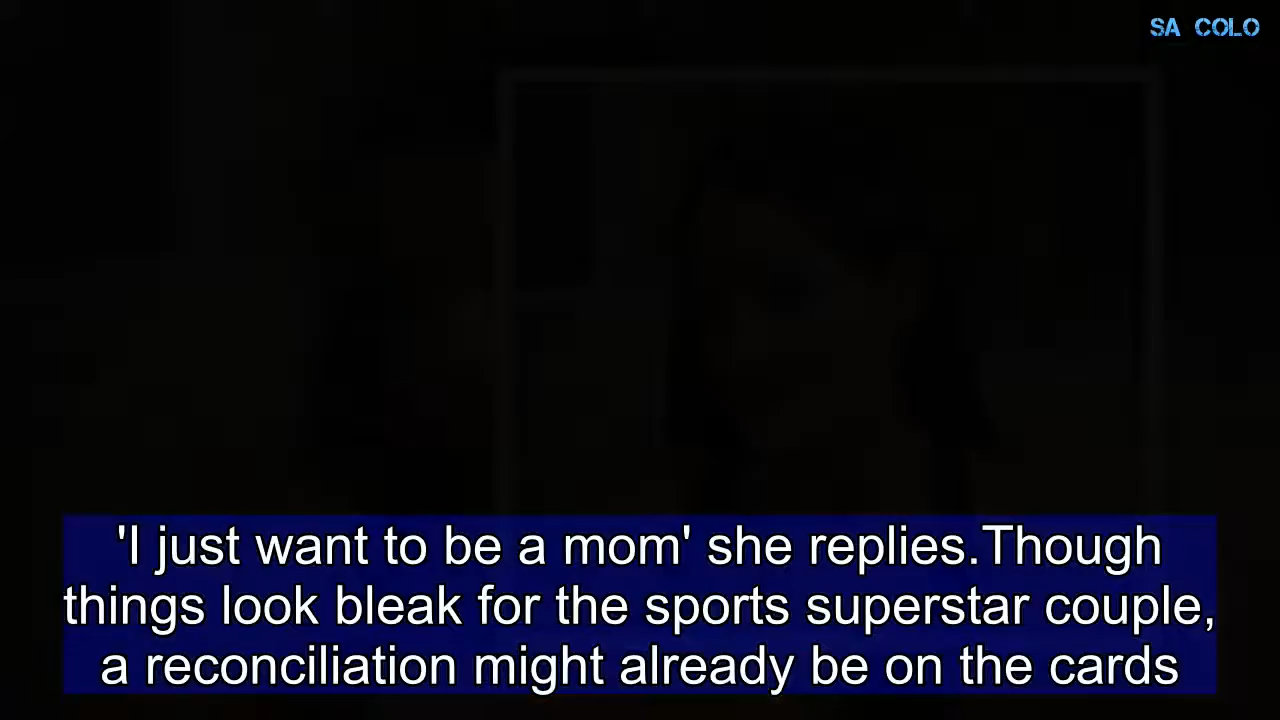 SA COLO
'I just want to be a mom' she replies.Though
things look bleak for the sports superstar couple,
a reconciliation might already be on the cards